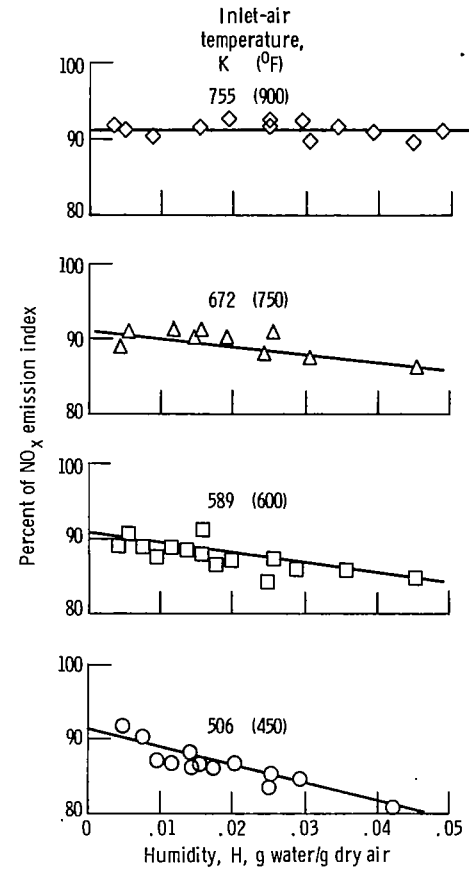 Inlet-air
temperature,
K (⁰F)
100
755 (900)
90
80
100
672 (750)
90
80
100
589 (600)
90
80
100
506 (450)
90
80
0 .01 .02 .03 .04 .05
Humidity, H, g water/g dry air
Percent of NOₓ emission index